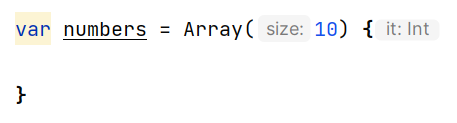 var numbers = Array( size: 10) { it: Int
}